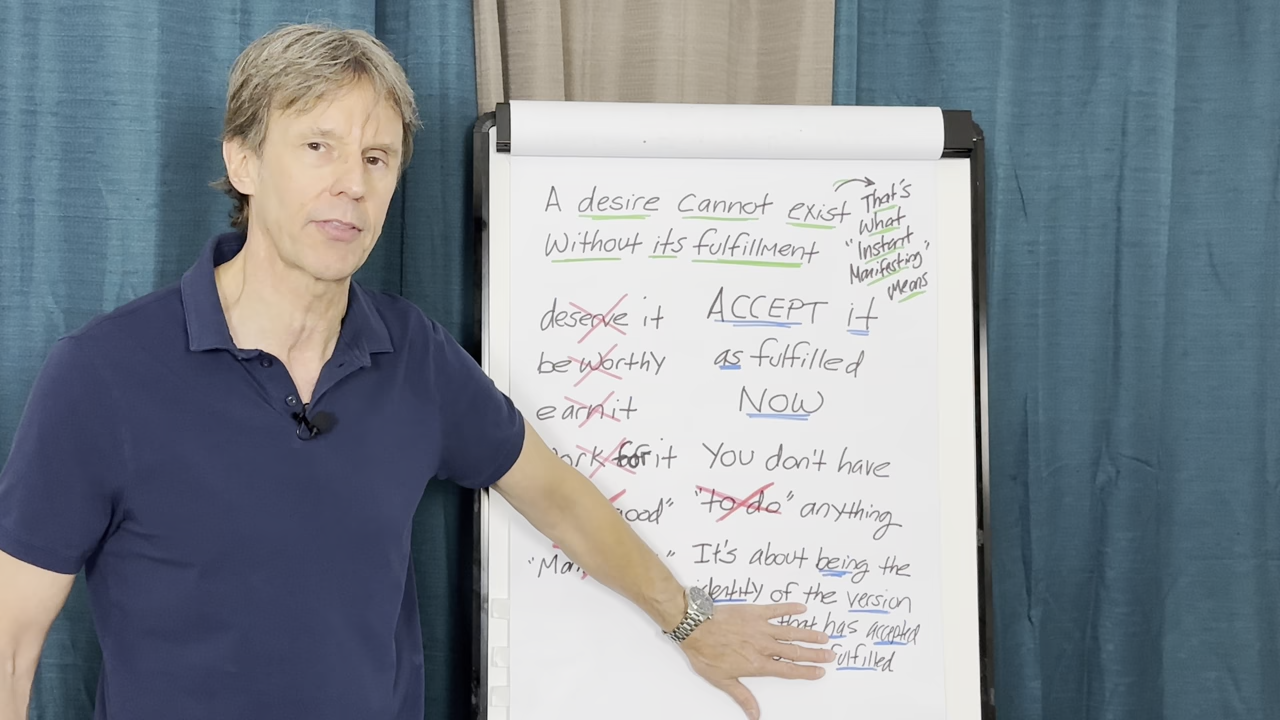 A desire cannot exist
without its fulfillment
That's
what
"Instant
Manifesting"
Means
deserve it
be worthy
earn it
for it
ACCEPT it
as fulfilled
NOW
You don't have
"to do" anything
It's about being the
identity of the version
that has accepted
fulfilled